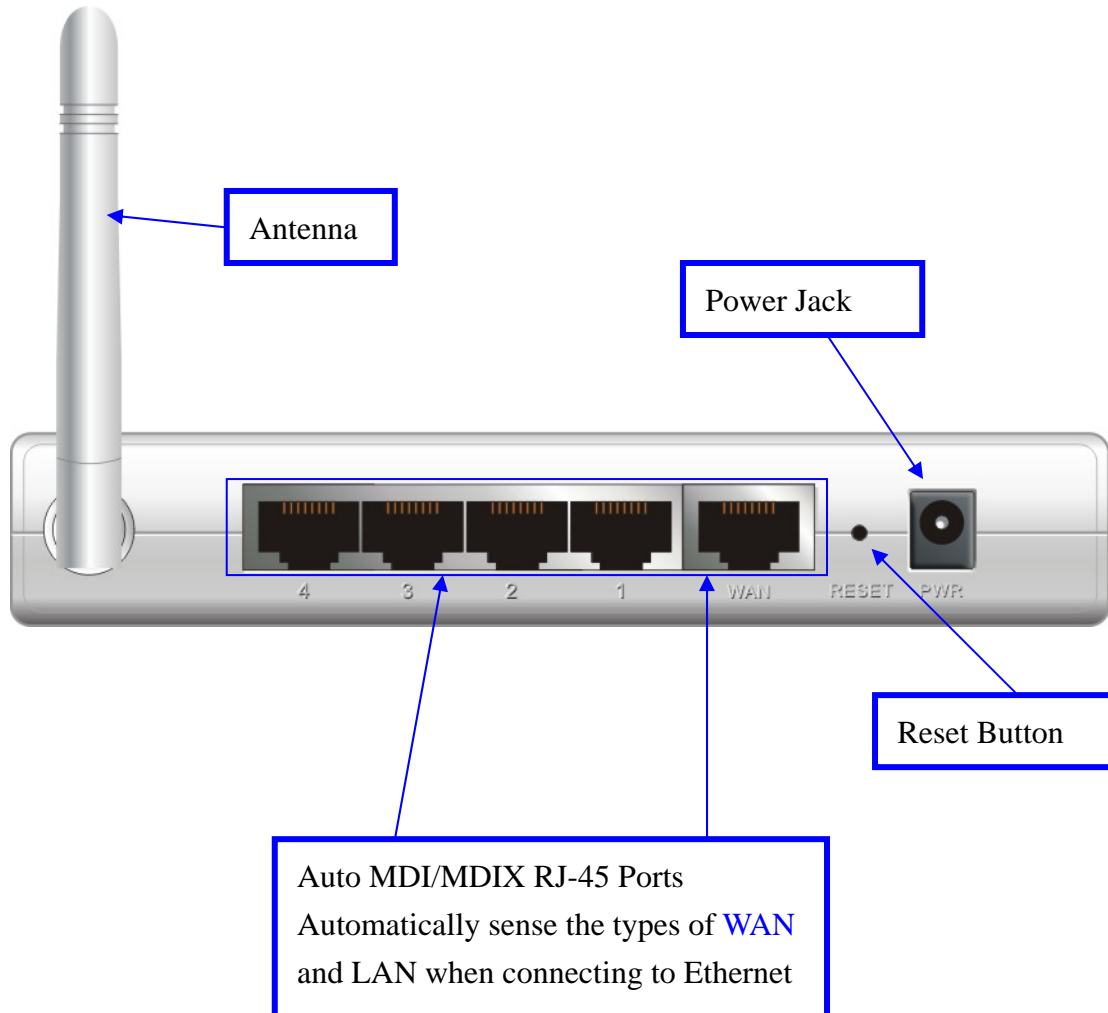 Antenna
Power Jack
4 3 2 1 WAN RESET PWR
Reset Button
Auto MDI/MDIX RJ-45 Ports
Automatically sense the types of WAN
and LAN when connecting to Ethernet